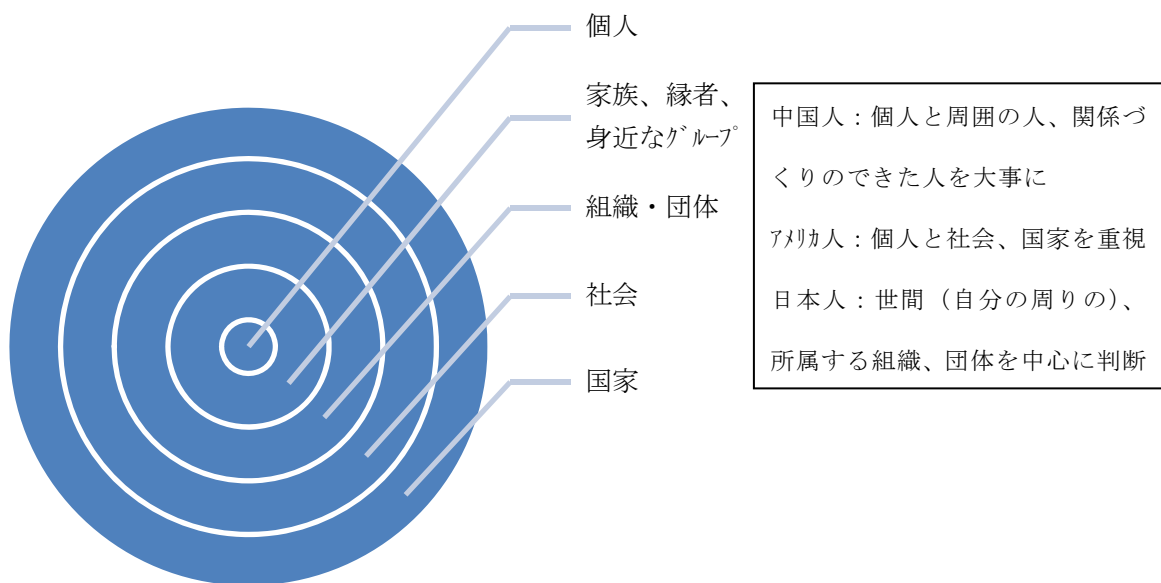 個人
家族、縁者、
身近なｸﾞﾙｰﾌﾟ
組織・団体
社会
国家
中国人：個人と周囲の人、関係づ
くりのできた人を大事に
ｱﾒﾘｶ人：個人と社会、国家を重視
日本人：世間（自分の周りの）、
所属する組織、団体を中心に判断